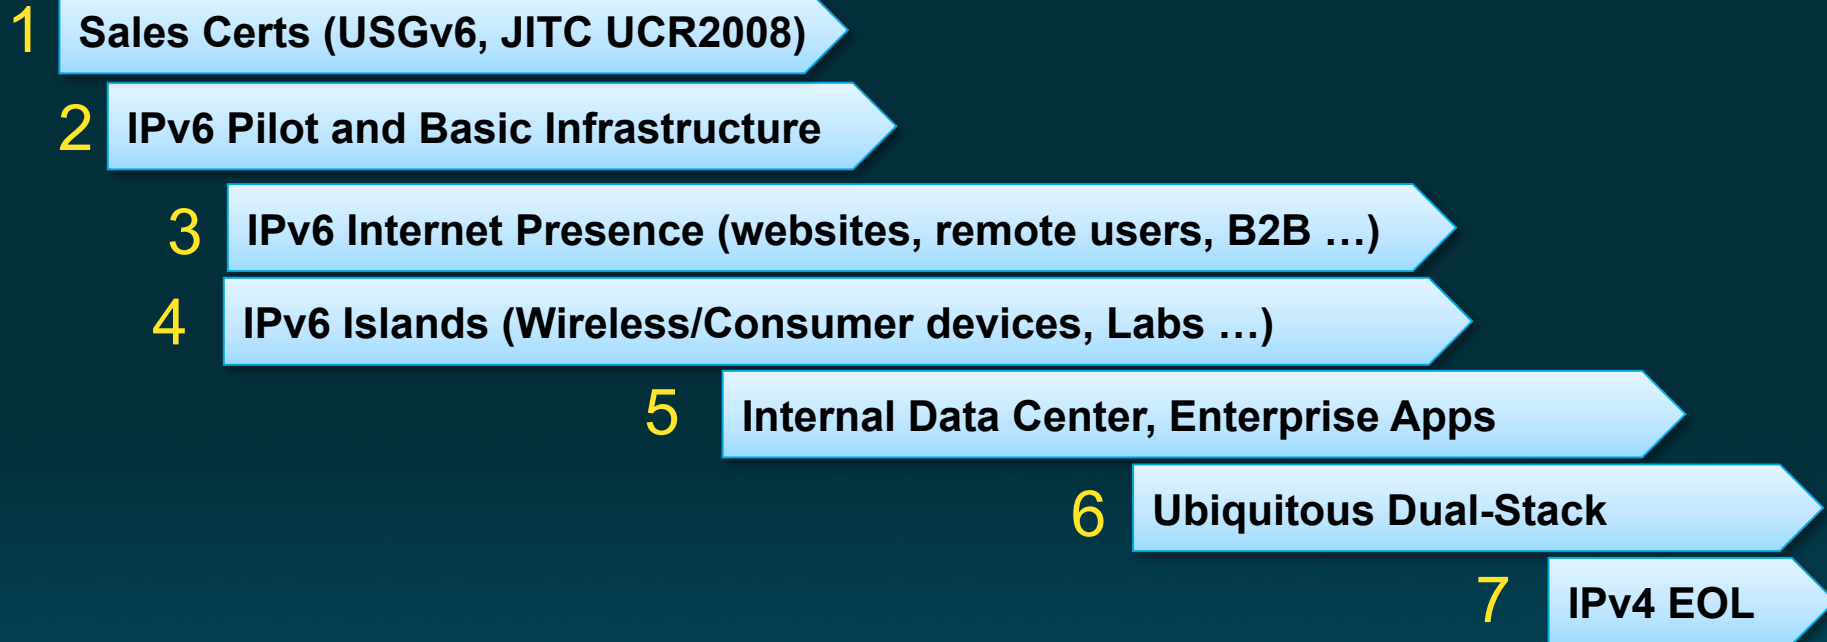 1 Sales Certs (USGv6, JITC UCR2008)
2 IPv6 Pilot and Basic Infrastructure
3 IPv6 Internet Presence (websites, remote users, B2B …)
4 IPv6 Islands (Wireless/Consumer devices, Labs …)
5 Internal Data Center, Enterprise Apps
6 Ubiquitous Dual-Stack
7 IPv4 EOL